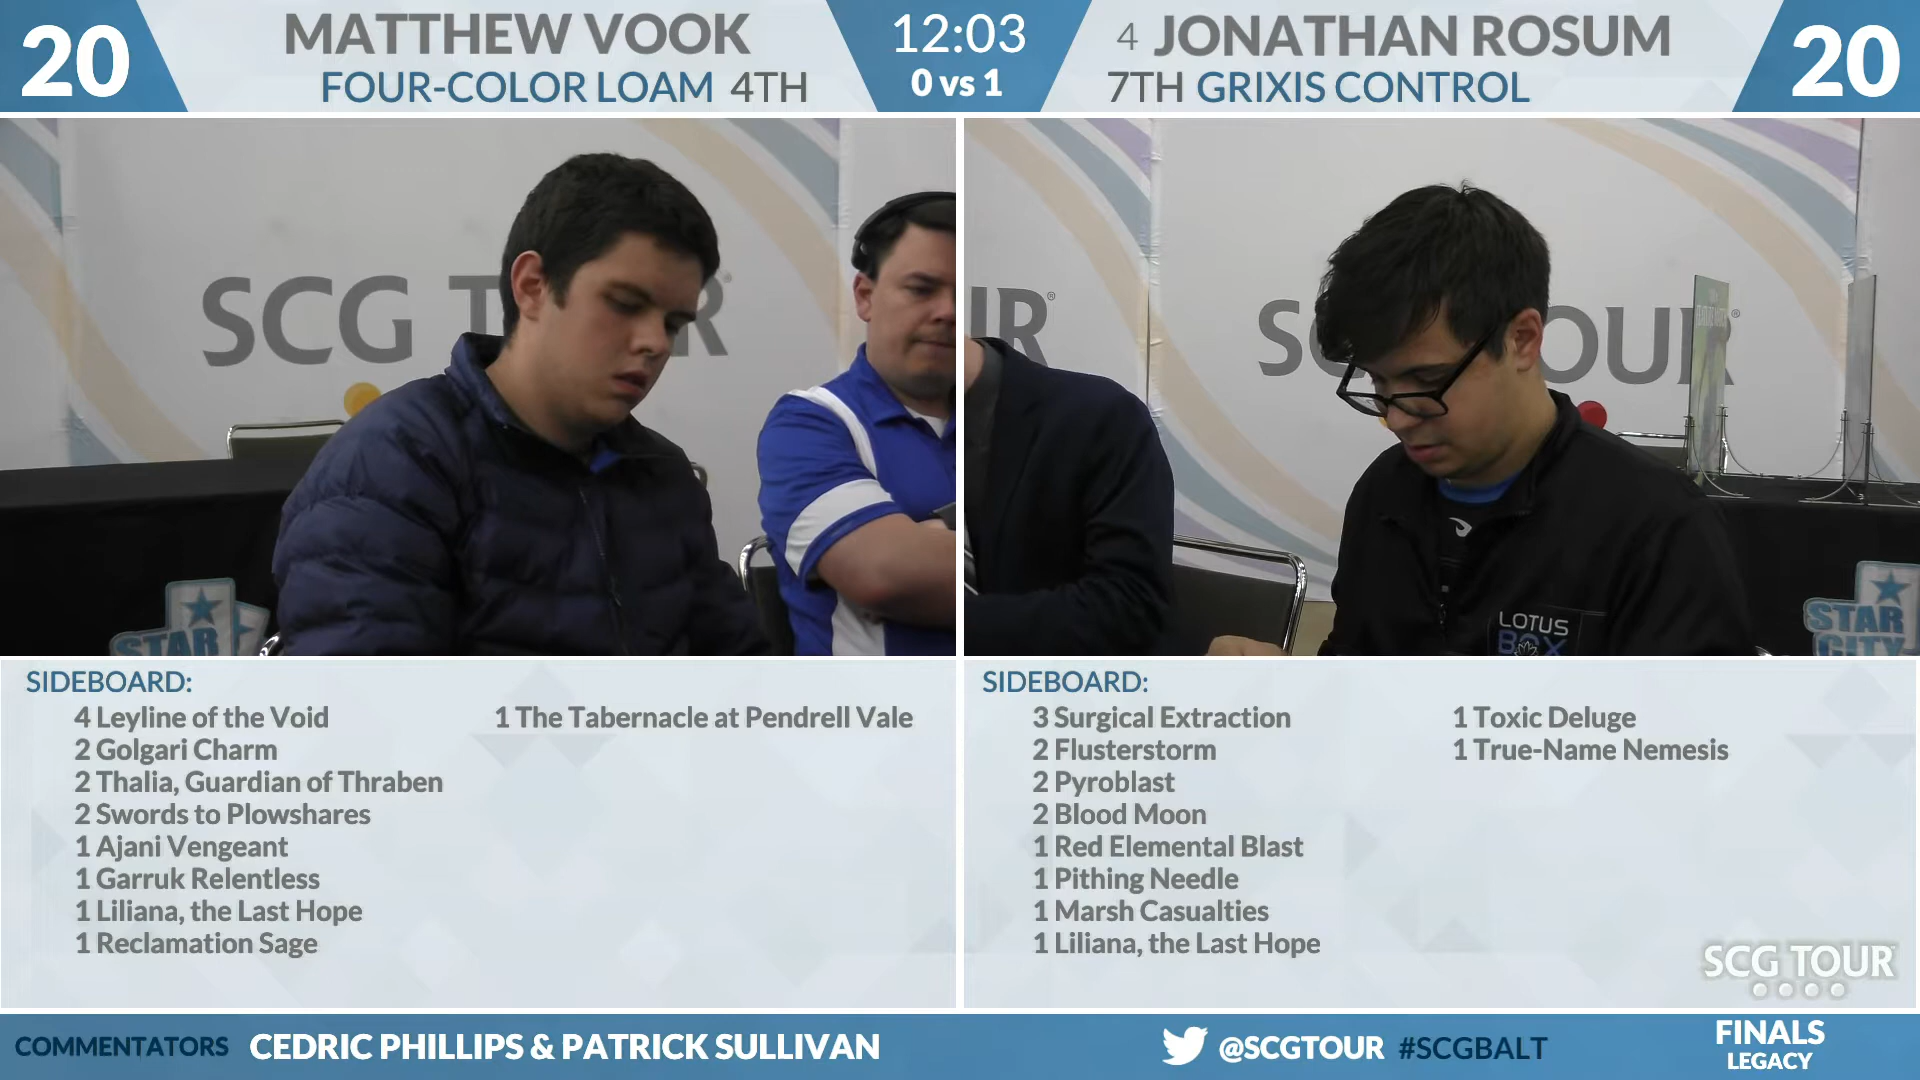 20
MATTHEW VOOK
FOUR-COLOR LOAM 4TH
12:03
0 vs 1
4 JONATHAN ROSUM
7TH GRIXIS CONTROL
20
SCG TOUR
UR
SCG TOUR
STAR
LOTUS
BOX
STAR
CITY
SIDEBOARD:
4 Leyline of the Void
2 Golgari Charm
2 Thalia, Guardian of Thraben
2 Swords to Plowshares
1 Ajani Vengeant
1 Garruk Relentless
1 Liliana, the Last Hope
1 Reclamation Sage
1 The Tabernacle at Pendrell Vale
SIDEBOARD:
3 Surgical Extraction
2 Flusterstorm
2 Pyroblast
2 Blood Moon
1 Red Elemental Blast
1 Pithing Needle
1 Marsh Casualties
1 Liliana, the Last Hope
1 Toxic Deluge
1 True-Name Nemesis
SCG TOUR
COMMENTATORS CEDRIC PHILLIPS & PATRICK SULLIVAN
@SCGTOUR #SCGBALT
FINALS
LEGACY